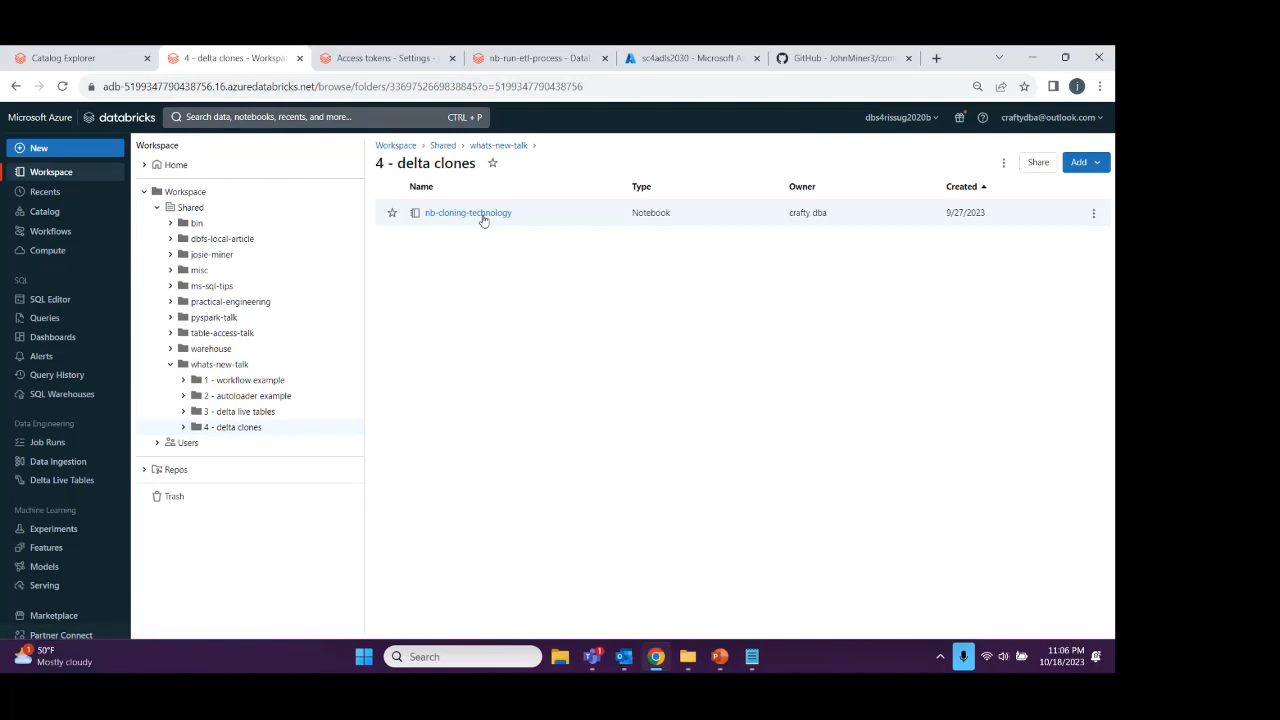 Catalog Explorer
4 - delta clones - Workspa
Access tokens - Settings -
nb-run-etl-process - Datab
sc4adls2030 - Microsoft A
GitHub - JohnMiner3/com
adb-5199347790438756.16.azuredatabricks.net/browse/folders/3369752669838845?o=5199347790438756
Microsoft Azure
databricks
Search data, notebooks, recents, and more...
CTRL + P
dbs4rissug2020b
craftydba@outlook.com
New
Workspace
Recents
Catalog
Workflows
Compute
SQL
SQL Editor
Queries
Dashboards
Alerts
Query History
SQL Warehouses
Data Engineering
Job Runs
Data Ingestion
Delta Live Tables
Machine Learning
Experiments
Features
Models
Serving
Marketplace
Partner Connect
Workspace
Home
Workspace
Shared
bin
dbfs-local-article
josie-miner
misc
ms-sql-tips
practical-engineering
pyspark-talk
table-access-talk
warehouse
whats-new-talk
1 - workflow example
2 - autoloader example
3 - delta live tables
4 - delta clones
Users
Repos
Trash
Workspace > Shared > whats-new-talk >
4 - delta clones
Share
Add
Name Type Owner Created
nb-cloning-technology Notebook crafty dba 9/27/2023
1
50°F
Mostly cloudy
Search
1
11:06 PM
10/18/2023